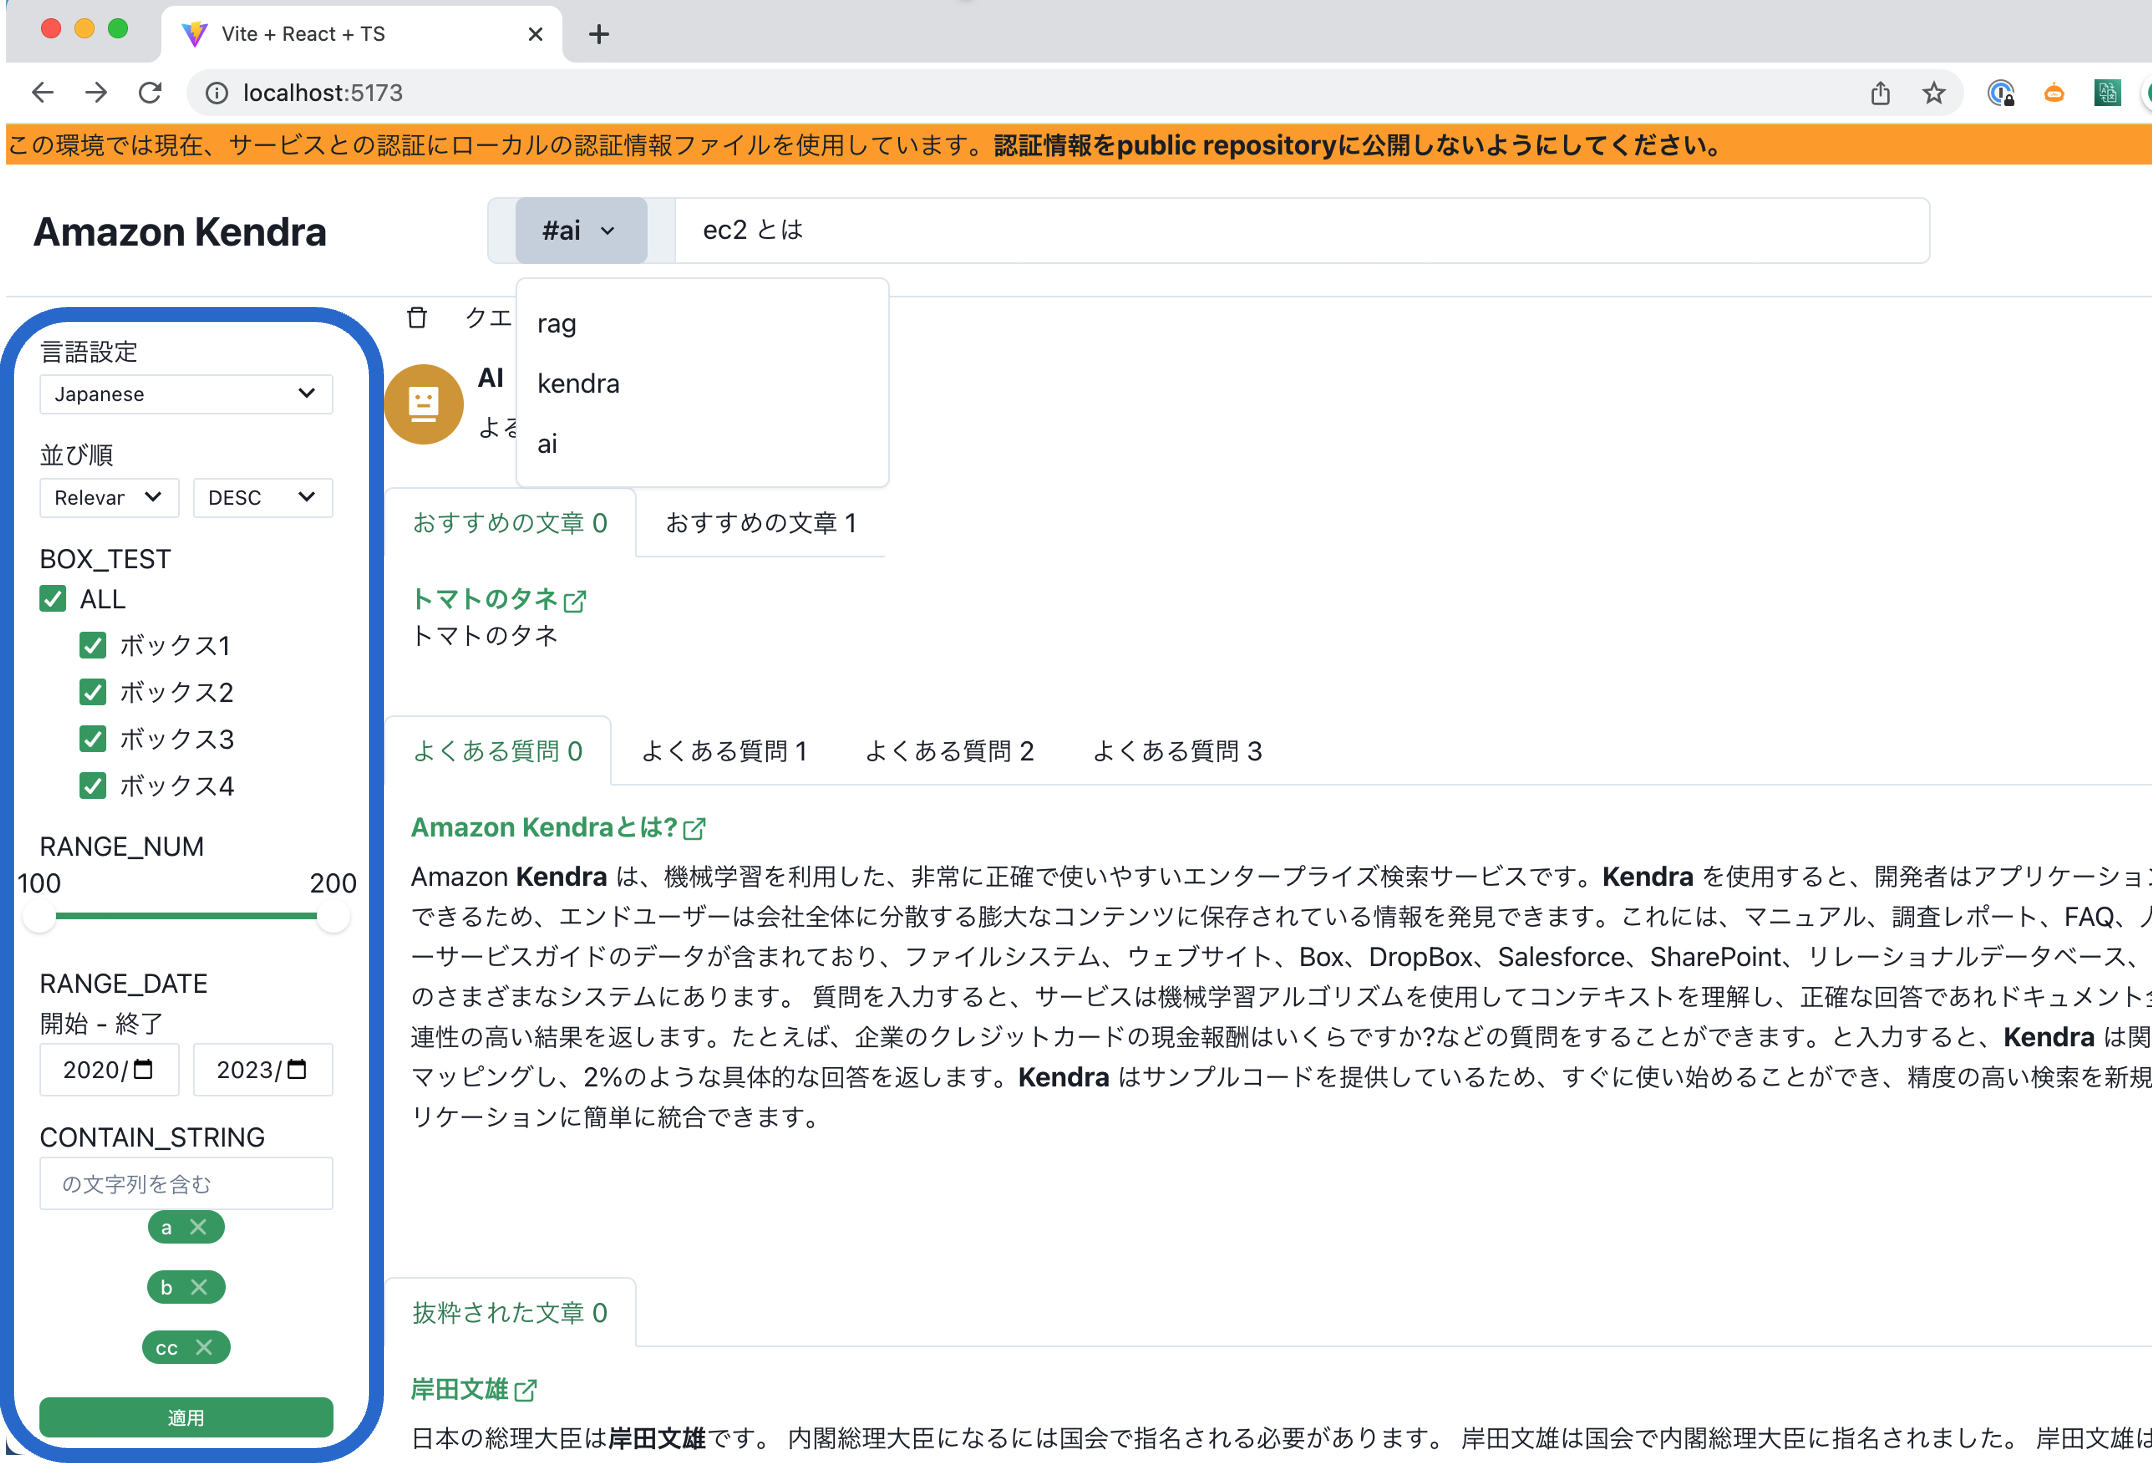 Vite + React + TS
localhost:5173
この環境では現在、サービスとの認証にローカルの認証情報ファイルを使用しています。認証情報をpublic repositoryに公開しないようにしてください。
Amazon Kendra
#ai
ec2 とは
rag
kendra
ai
言語設定
Japanese
並び順
Relevar
DESC
BOX_TEST
ALL
ボックス1
ボックス2
ボックス3
ボックス4
RANGE_NUM
100 200
RANGE_DATE
開始 - 終了
2020/ 2023/
CONTAIN_STRING
の文字列を含む
a
b
cc
適用
クエ
AI
よる
おすすめの文章 0 おすすめの文章 1
トマトのタネ
トマトのタネ
よくある質問 0 よくある質問 1 よくある質問 2 よくある質問 3
Amazon Kendraとは?
Amazon Kendra は、機械学習を利用した、非常に正確で使いやすいエンタープライズ検索サービスです。Kendra を使用すると、開発者はアプリケーション
できるため、エンドユーザーは会社全体に分散する膨大なコンテンツに保存されている情報を発見できます。これには、マニュアル、調査レポート、FAQ、人
ーサービスガイドのデータが含まれており、ファイルシステム、ウェブサイト、Box、DropBox、Salesforce、SharePoint、リレーショナルデータベース、
のさまざまなシステムにあります。 質問を入力すると、サービスは機械学習アルゴリズムを使用してコンテキストを理解し、正確な回答であれドキュメント全
連性の高い結果を返します。たとえば、企業のクレジットカードの現金報酬はいくらですか?などの質問をすることができます。と入力すると、Kendra は関
マッピングし、2%のような具体的な回答を返します。Kendra はサンプルコードを提供しているため、すぐに使い始めることができ、精度の高い検索を新規
リケーションに簡単に統合できます。
抜粋された文章 0
岸田文雄
日本の総理大臣は岸田文雄です。 内閣総理大臣になるには国会で指名される必要があります。 岸田文雄は国会で内閣総理大臣に指名されました。 岸田文雄は